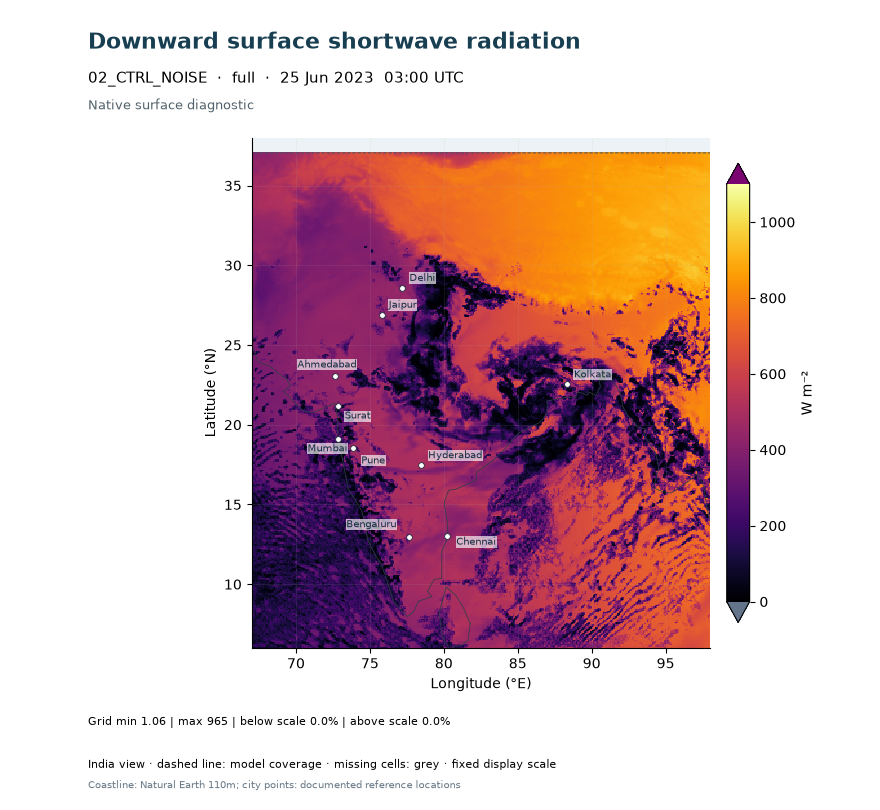 Downward surface shortwave radiation
02_CTRL_NOISE · full · 25 Jun 2023 03:00 UTC
Native surface diagnostic
35
30
25
20
15
10
Latitude (°N)
Delhi
Jaipur
Ahmedabad
Kolkata
Surat
Mumbai
Pune
Hyderabad
Bengaluru
Chennai
70
75
80
85
90
95
Longitude (°E)
1000
800
600
400
200
0
W m⁻²
Grid min 1.06 | max 965 | below scale 0.0% | above scale 0.0%
India view · dashed line: model coverage · missing cells: grey · fixed display scale
Coastline: Natural Earth 110m; city points: documented reference locations